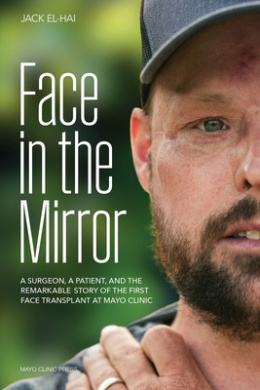 JACK EL-HAI
Face
in the
Mirror
A SURGEON, A PATIENT, AND THE
REMARKABLE STORY OF THE FIRST
FACE TRANSPLANT AT MAYO CLINIC
MAYO CLINIC PRESS